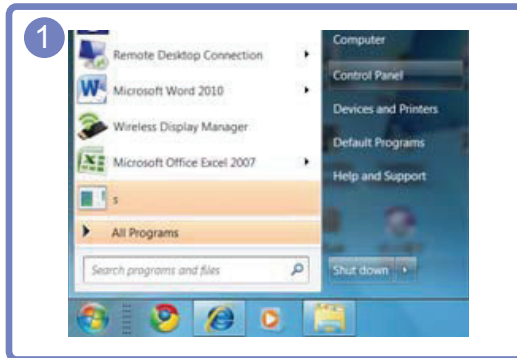 1
Remote Desktop Connection
Microsoft Word 2010
Wireless Display Manager
Microsoft Office Excel 2007
s
All Programs
Search programs and files
Computer
Control Panel
Devices and Printers
Default Programs
Help and Support
Shut down